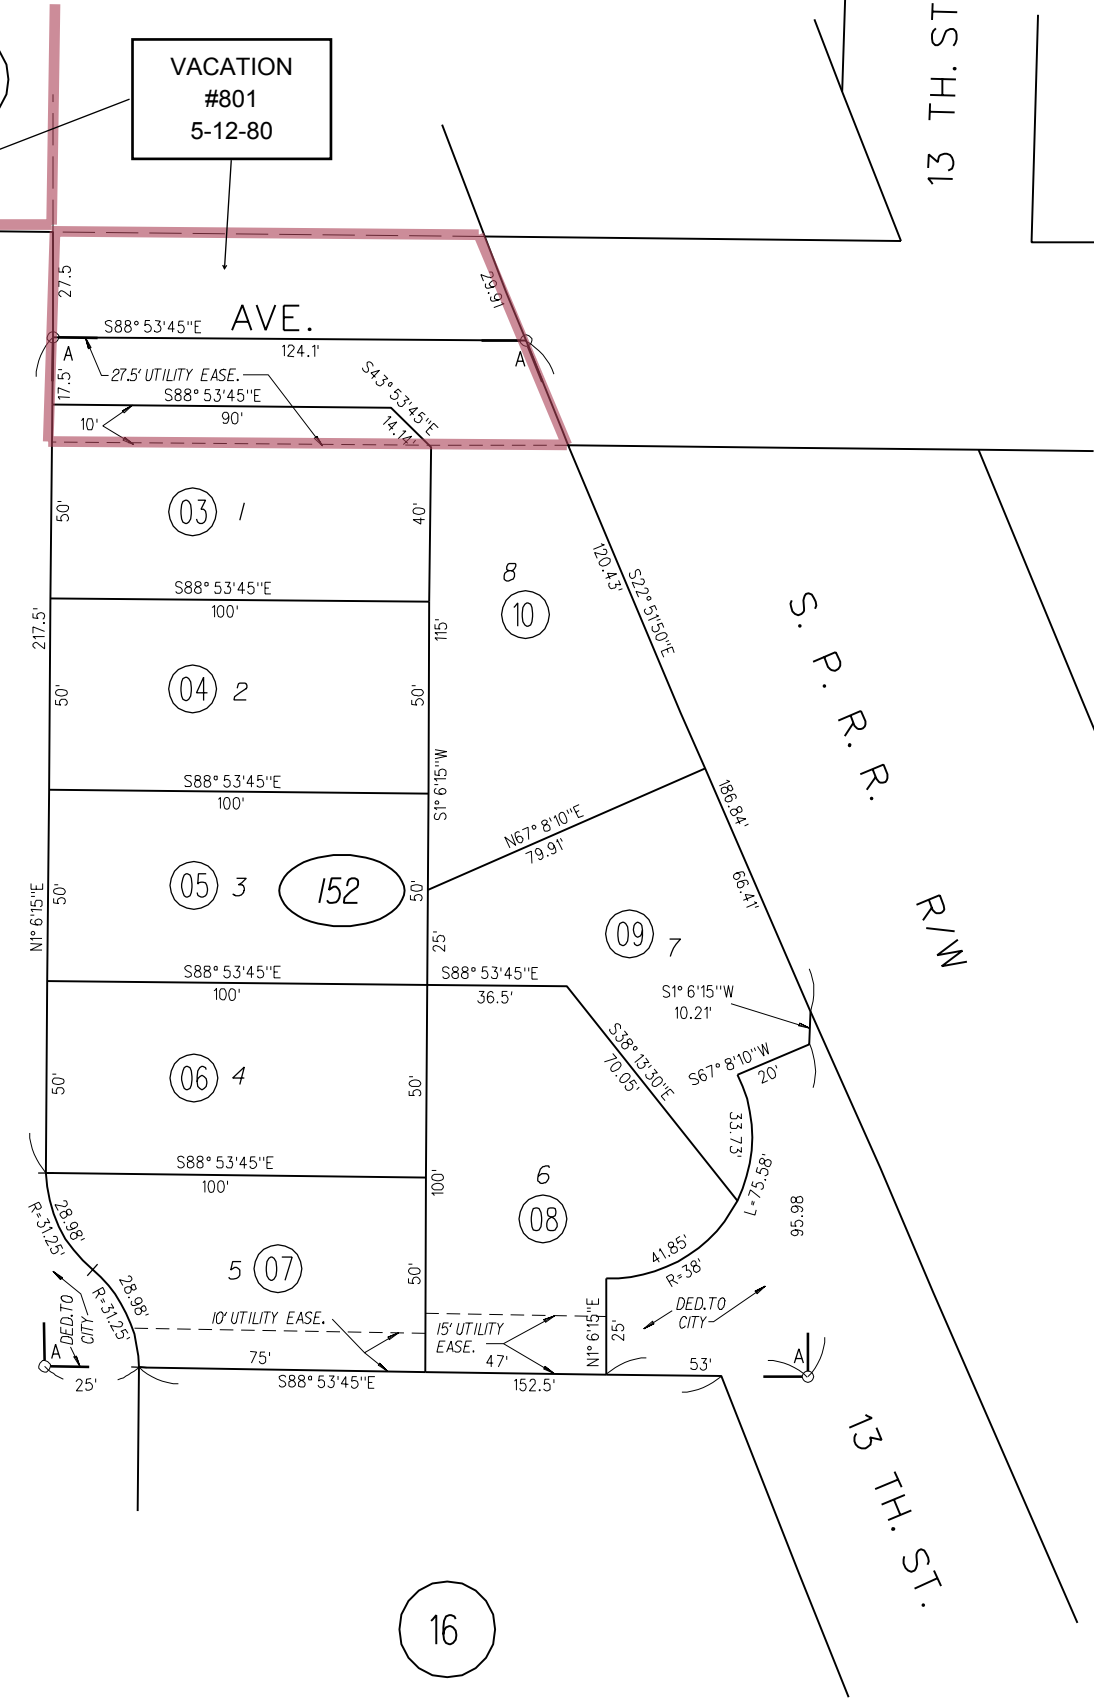 13 TH. ST
VACATION
#801
5-12-80
27.5
29.91
AVE.
S88° 53'45"E
124.1'
A
A
17.5'
27.5' UTILITY EASE.
S43° 53'45"E
S88° 53'45"E
90'
10'
14.14'
50'
03
1
40'
S88° 53'45"E
100'
8
10
120.43'
S22° 51'50"E
217.5'
115'
50'
04
2
50'
S. P. R. R.
S88° 53'45"E
100'
S1° 6'15"W
N67° 8'10"E
79.91'
186.84'
66.41'
N1° 6'15"E
50'
05
3
152
50'
25'
09
7
R/W
S88° 53'45"E
100'
S88° 53'45"E
36.5'
S1° 6'15"W
10.21'
S38° 13'30"E
70.05'
S67° 8'10"W
20'
50'
06
4
50'
33.73'
L=75.58'
95.98
S88° 53'45"E
100'
100'
6
08
28.98'
R=31.25'
28.98'
R=31.25'
5
07
50'
41.85'
R=38'
DED.TO
CITY
DED.TO
CITY
10' UTILITY EASE.
15' UTILITY
EASE.
N1° 6'15"E
25'
A
25'
75'
S88° 53'45"E
47'
152.5'
53'
A
13 TH. ST.
16